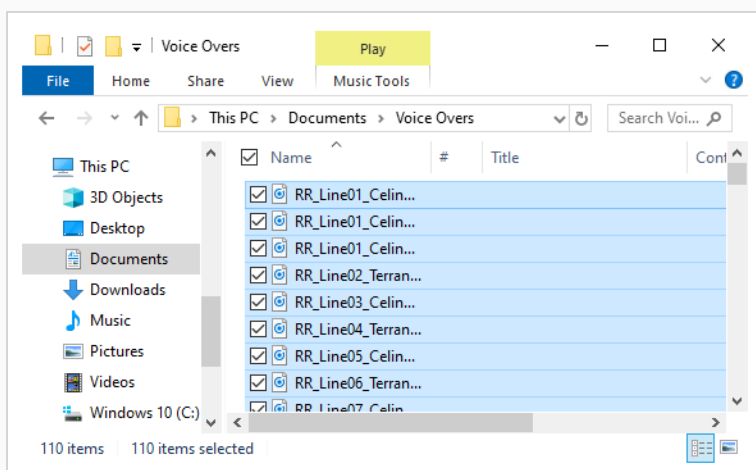 Voice Overs
Play
File Home Share View Music Tools
This PC > Documents > Voice Overs
Search Voi...
Name # Title Cont
This PC
3D Objects
Desktop
Documents
Downloads
Music
Pictures
Videos
Windows 10 (C:)
RR_Line01_Celin...
RR_Line01_Celin...
RR_Line01_Celin...
RR_Line02_Terran...
RR_Line03_Celin...
RR_Line04_Terran...
RR_Line05_Celin...
RR_Line06_Terran...
RR_Line07_Celin...
110 items 110 items selected